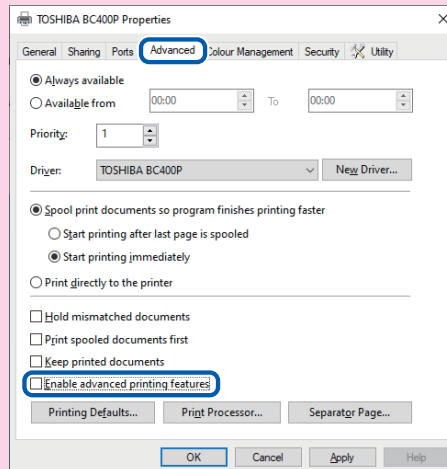 TOSHIBA BC400P Properties
General Sharing Ports Advanced Colour Management Security Utility
Always available
Available from 00:00 To 00:00
Priority: 1
Driver: TOSHIBA BC400P New Driver...
Spool print documents so program finishes printing faster
Start printing after last page is spooled
Start printing immediately
Print directly to the printer
Hold mismatched documents
Print spooled documents first
Keep printed documents
Enable advanced printing features
Printing Defaults... Print Processor... Separator Page...
OK Cancel Apply Help